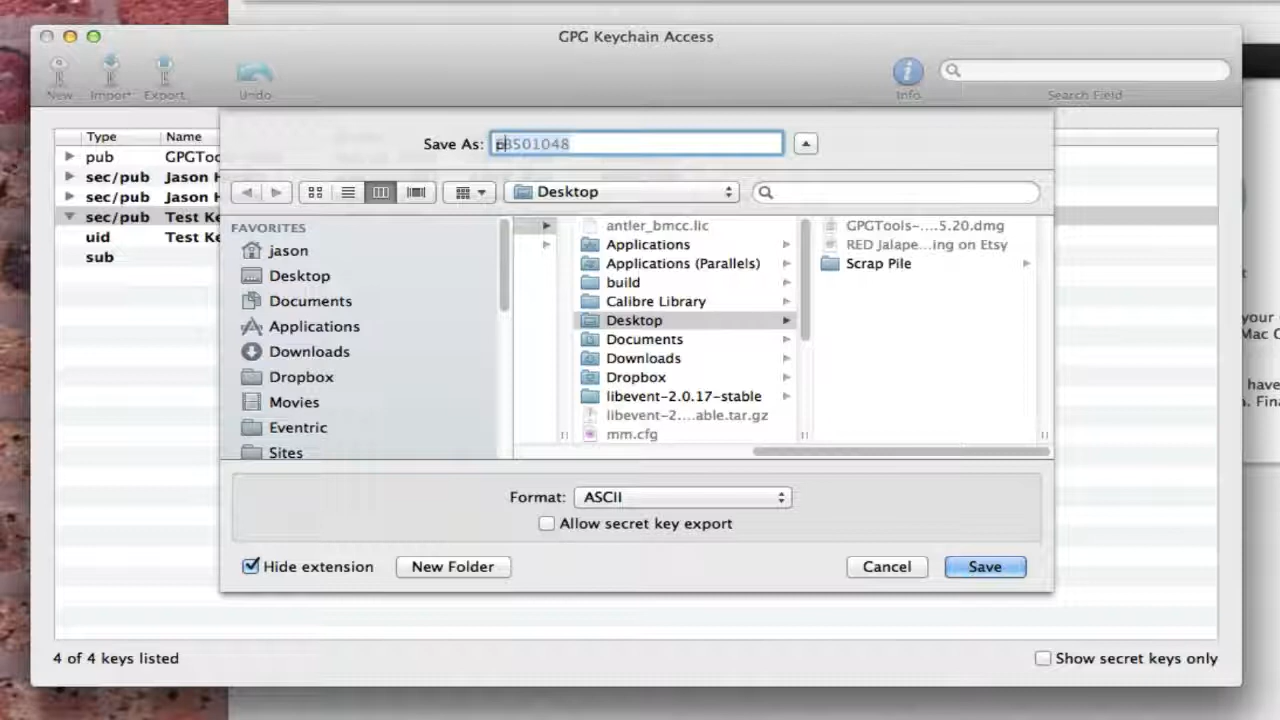 GPG Keychain Access
New Import Export Undo Info Search Field
Type Name
pub GPGToo
sec/pub Jason H
sec/pub Jason H
sec/pub Test Ke
uid Test Ke
sub
Save As:
Desktop
FAVORITES
jason
Desktop
Documents
Applications
Downloads
Dropbox
Movies
Eventric
Sites
antler_bmcc.lic
Applications
Applications (Parallels)
build
Calibre Library
Desktop
Documents
Downloads
Dropbox
libevent-2.0.17-stable
libevent-2....able.tar.gz
mm.cfg
GPGTools-....5.20.dmg
RED Jalape...ing on Etsy
Scrap Pile
Format: ASCII
Allow secret key export
Hide extension New Folder Cancel Save
4 of 4 keys listed Show secret keys only
your
Mac C
have
. Fina